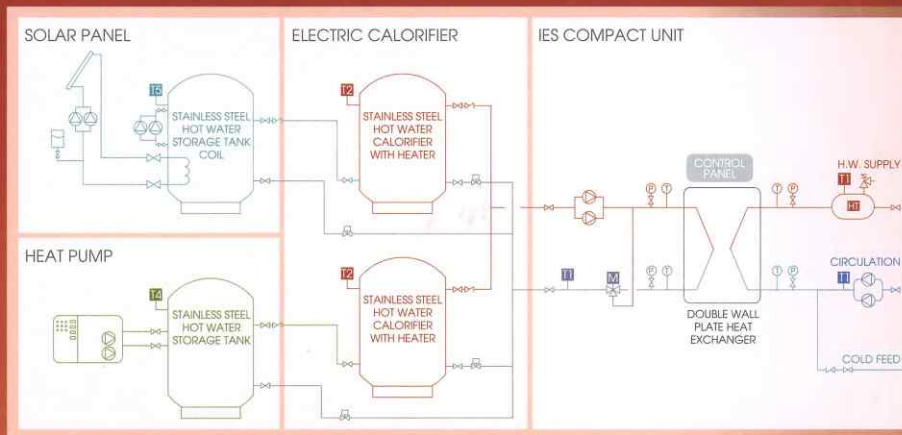 SOLAR PANEL
T5
STAINLESS STEEL
HOT WATER
STORAGE TANK
COIL
HEAT PUMP
T4
STAINLESS STEEL
HOT WATER
STORAGE TANK
ELECTRIC CALORIFIER
T2
STAINLESS STEEL
HOT WATER
CALORIFIER
WITH HEATER
T2
STAINLESS STEEL
HOT WATER
CALORIFIER
WITH HEATER
IES COMPACT UNIT
CONTROL
PANEL
H.W. SUPPLY
P T T P T1
HT
CIRCULATION
T1 M P T T P T1
DOUBLE WALL
PLATE HEAT
EXCHANGER
COLD FEED